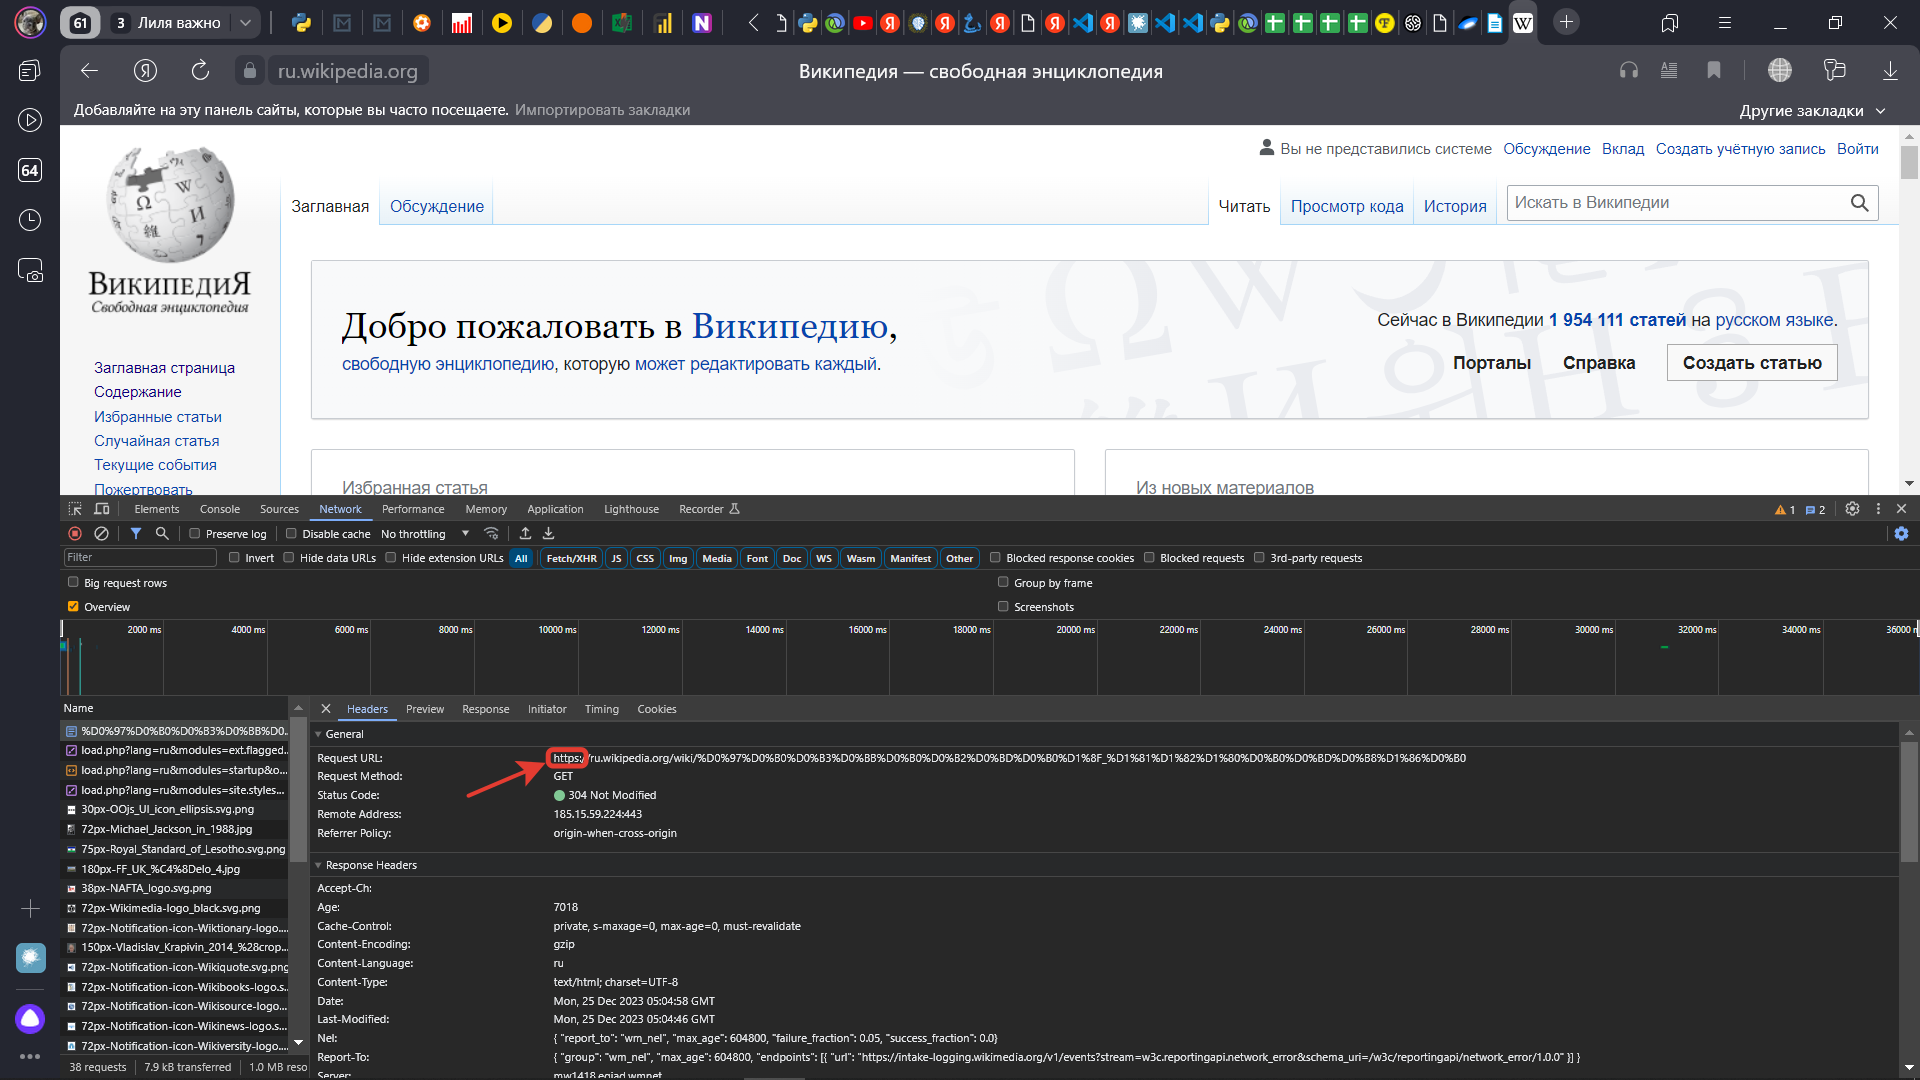 61
3 Лиля важно
ru.wikipedia.org
Википедия — свободная энциклопедия
Добавляйте на эту панель сайты, которые вы часто посещаете. Импортировать закладки
Другие закладки
64
ВикипедиЯ
Свободная энциклопедия
Вы не представились системе Обсуждение Вклад Создать учётную запись Войти
Заглавная Обсуждение
Читать Просмотр кода История
Искать в Википедии
Добро пожаловать в Википедию,
свободную энциклопедию, которую может редактировать каждый.
Сейчас в Википедии 1 954 111 статей на русском языке.
Порталы Справка Создать статью
Заглавная страница
Содержание
Избранные статьи
Случайная статья
Текущие события
Пожертвовать
Избранная статья
Из новых материалов
Elements Console Sources Network Performance Memory Application Lighthouse Recorder
1 2
Preserve log Disable cache No throttling
Filter Invert Hide data URLs Hide extension URLs All Fetch/XHR JS CSS Img Media Font Doc WS Wasm Manifest Other Blocked response cookies Blocked requests 3rd-party requests
Big request rows Group by frame
Overview Screenshots
2000 ms 4000 ms 6000 ms 8000 ms 10000 ms 12000 ms 14000 ms 16000 ms 18000 ms 20000 ms 22000 ms 24000 ms 26000 ms 28000 ms 30000 ms 32000 ms 34000 ms 36000 m
Name
%D0%97%D0%B0%D0%B3%D0%BB%D0...
load.php?lang=ru&modules=ext.flagged...
load.php?lang=ru&modules=startup&o...
load.php?lang=ru&modules=site.styles...
30px-OOjs_UI_icon_ellipsis.svg.png
72px-Michael_Jackson_in_1988.jpg
75px-Royal_Standard_of_Lesotho.svg.png
180px-FF_UK_%C4%8Delo_4.jpg
38px-NAFTA_logo.svg.png
72px-Wikimedia-logo_black.svg.png
72px-Notification-icon-Wiktionary-logo....
150px-Vladislav_Krapivin_2014_%28crop...
72px-Notification-icon-Wikiquote.svg.png
72px-Notification-icon-Wikibooks-logo.s...
72px-Notification-icon-Wikisource-logo...
72px-Notification-icon-Wikinews-logo.s...
72px-Notification-icon-Wikiversity-logo....
38 requests 7.9 kB transferred 1.0 MB reso
Headers Preview Response Initiator Timing Cookies
General
Request URL: https://ru.wikipedia.org/wiki/%D0%97%D0%B0%D0%B3%D0%BB%D0%B0%D0%B2%D0%BD%D0%B0%D1%8F_%D1%81%D1%82%D1%80%D0%B0%D0%BD%D0%B8%D1%86%D0%B0
Request Method: GET
Status Code: 304 Not Modified
Remote Address: 185.15.59.224:443
Referrer Policy: origin-when-cross-origin
Response Headers
Accept-Ch:
Age: 7018
Cache-Control: private, s-maxage=0, max-age=0, must-revalidate
Content-Encoding: gzip
Content-Language: ru
Content-Type: text/html; charset=UTF-8
Date: Mon, 25 Dec 2023 05:04:58 GMT
Last-Modified: Mon, 25 Dec 2023 05:04:46 GMT
Nel: { "report_to": "wm_nel", "max_age": 604800, "failure_fraction": 0.05, "success_fraction": 0.0}
Report-To: { "group": "wm_nel", "max_age": 604800, "endpoints": [{ "url": "https://intake-logging.wikimedia.org/v1/events?stream=w3c.reportingapi.network_error&schema_uri=/w3c/reportingapi/network_error/1.0.0" }] }
Server: mw1418.eqiad.wmnet